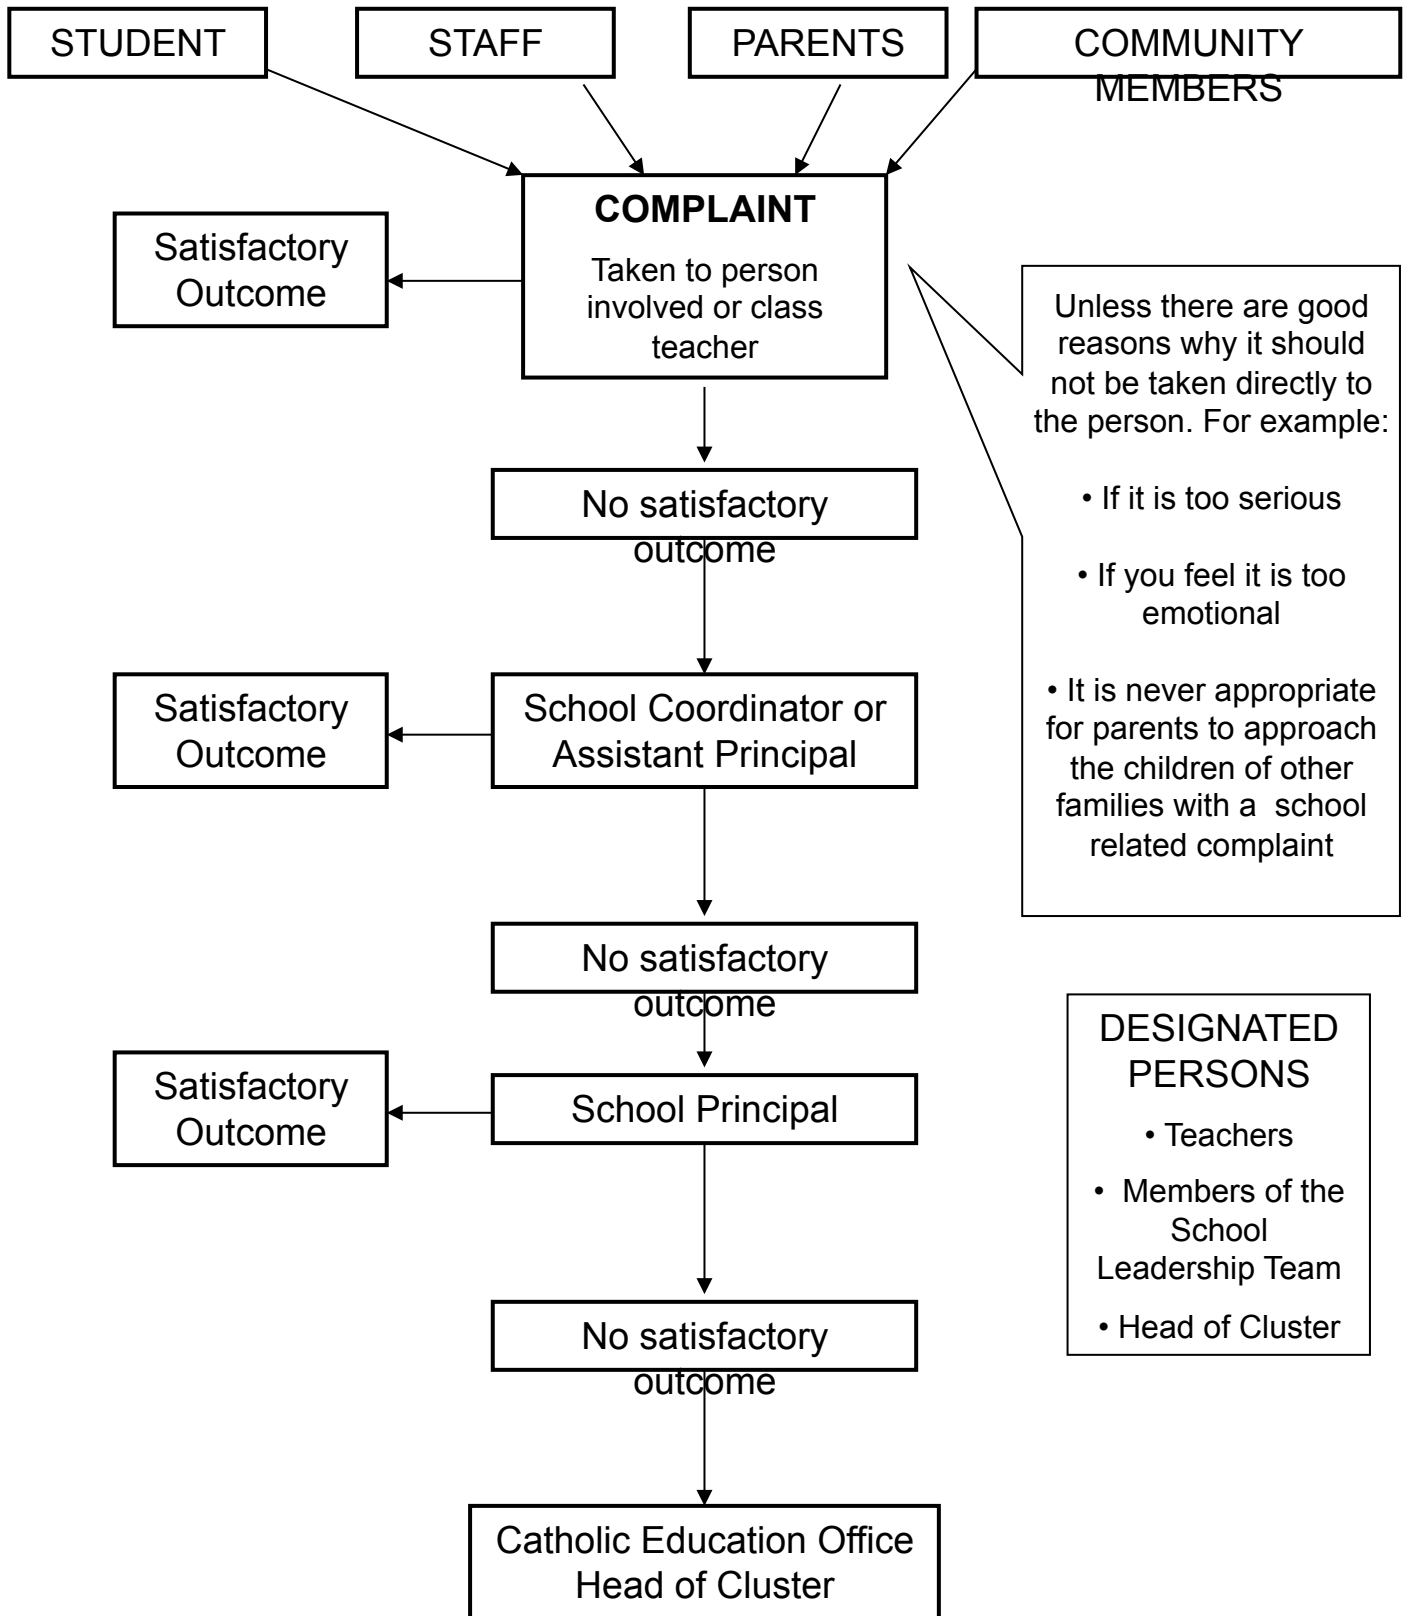 STUDENT
STAFF
PARENTS
COMMUNITY
MEMBERS
COMPLAINT
Taken to person
involved or class
teacher
Satisfactory
Outcome
Unless there are good
reasons why it should
not be taken directly to
the person. For example:
• If it is too serious
• If you feel it is too
emotional
• It is never appropriate
for parents to approach
the children of other
families with a  school
related complaint
No satisfactory
outcome
Satisfactory
Outcome
School Coordinator or
Assistant Principal
No satisfactory
outcome
Satisfactory
Outcome
School Principal
DESIGNATED
PERSONS
• Teachers
•  Members of the
School
Leadership Team
• Head of Cluster
No satisfactory
outcome
Catholic Education Office
Head of Cluster